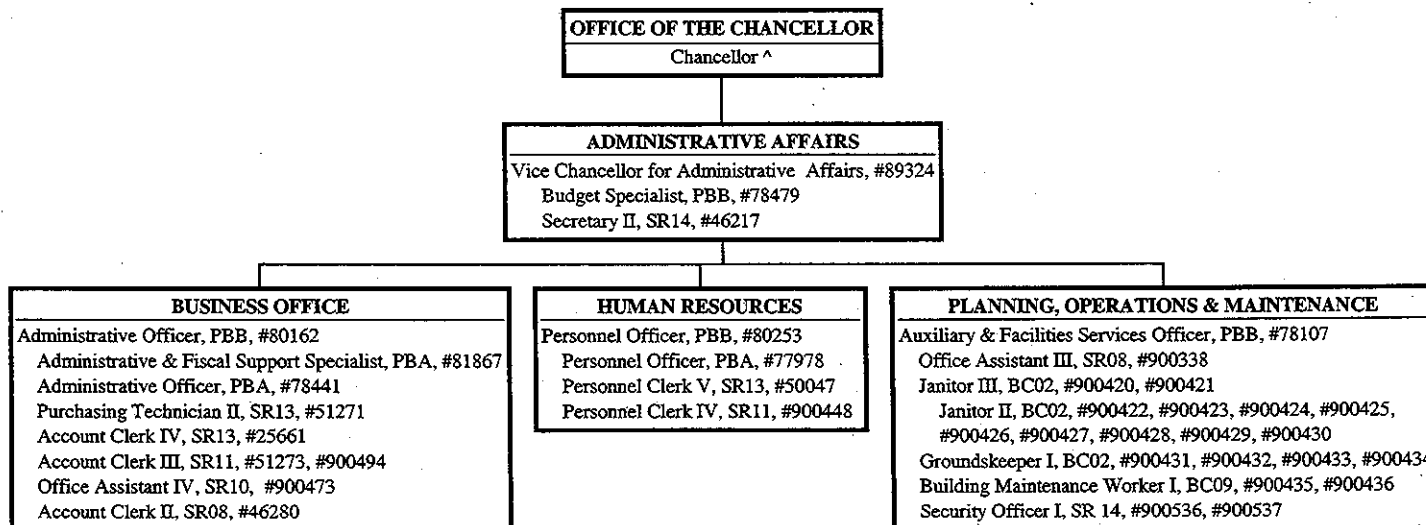 OFFICE OF THE CHANCELLOR
Chancellor ^
ADMINISTRATIVE AFFAIRS
Vice Chancellor for Administrative Affairs, #89324
Budget Specialist, PBB, #78479
Secretary II, SR14, #46217
BUSINESS OFFICE
Administrative Officer, PBB, #80162
Administrative & Fiscal Support Specialist, PBA, #81867
Administrative Officer, PBA, #78441
Purchasing Technician II, SR13, #51271
Account Clerk IV, SR13, #25661
Account Clerk III, SR11, #51273, #900494
Office Assistant IV, SR10, #900473
Account Clerk II, SR08, #46280
HUMAN RESOURCES
Personnel Officer, PBB, #80253
Personnel Officer, PBA, #77978
Personnel Clerk V, SR13, #50047
Personnel Clerk IV, SR11, #900448
PLANNING, OPERATIONS & MAINTENANCE
Auxiliary & Facilities Services Officer, PBB, #78107
Office Assistant III, SR08, #900338
Janitor III, BC02, #900420, #900421
Janitor II, BC02, #900422, #900423, #900424, #900425,
#900426, #900427, #900428, #900429, #900430
Groundskeeper I, BC02, #900431, #900432, #900433, #900434
Building Maintenance Worker I, BC09, #900435, #900436
Security Officer I, SR 14, #900536, #900537